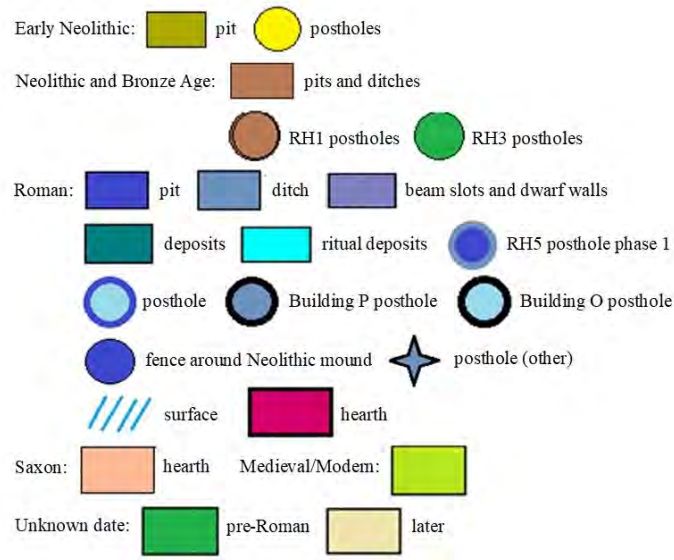 Early Neolithic: pit postholes
Neolithic and Bronze Age: pits and ditches
RH1 postholes RH3 postholes
Roman: pit ditch beam slots and dwarf walls
deposits ritual deposits RH5 posthole phase 1
posthole Building P posthole Building O posthole
fence around Neolithic mound posthole (other)
surface hearth
Saxon: hearth Medieval/Modern:
Unknown date: pre-Roman later